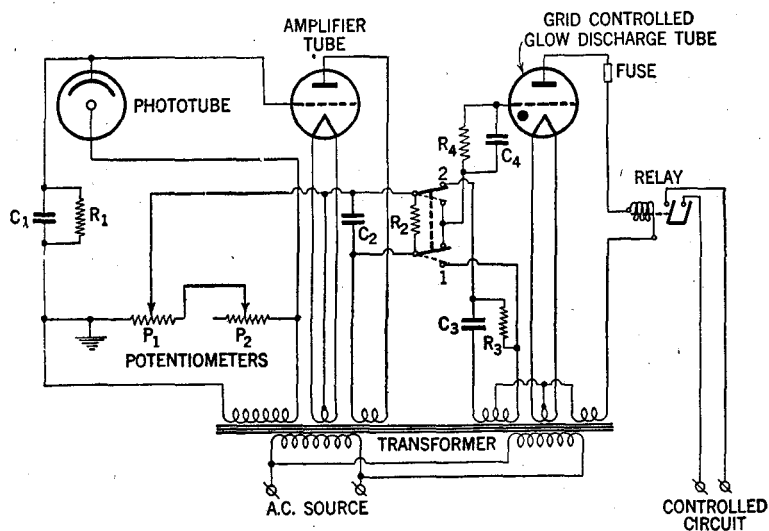 AMPLIFIER
TUBE
GRID CONTROLLED
GLOW DISCHARGE TUBE
FUSE
PHOTOTUBE
R4
C4
2
RELAY
C1
R1
C2
R2
1
C3
R3
P1
P2
POTENTIOMETERS
TRANSFORMER
A.C. SOURCE
CONTROLLED
CIRCUIT